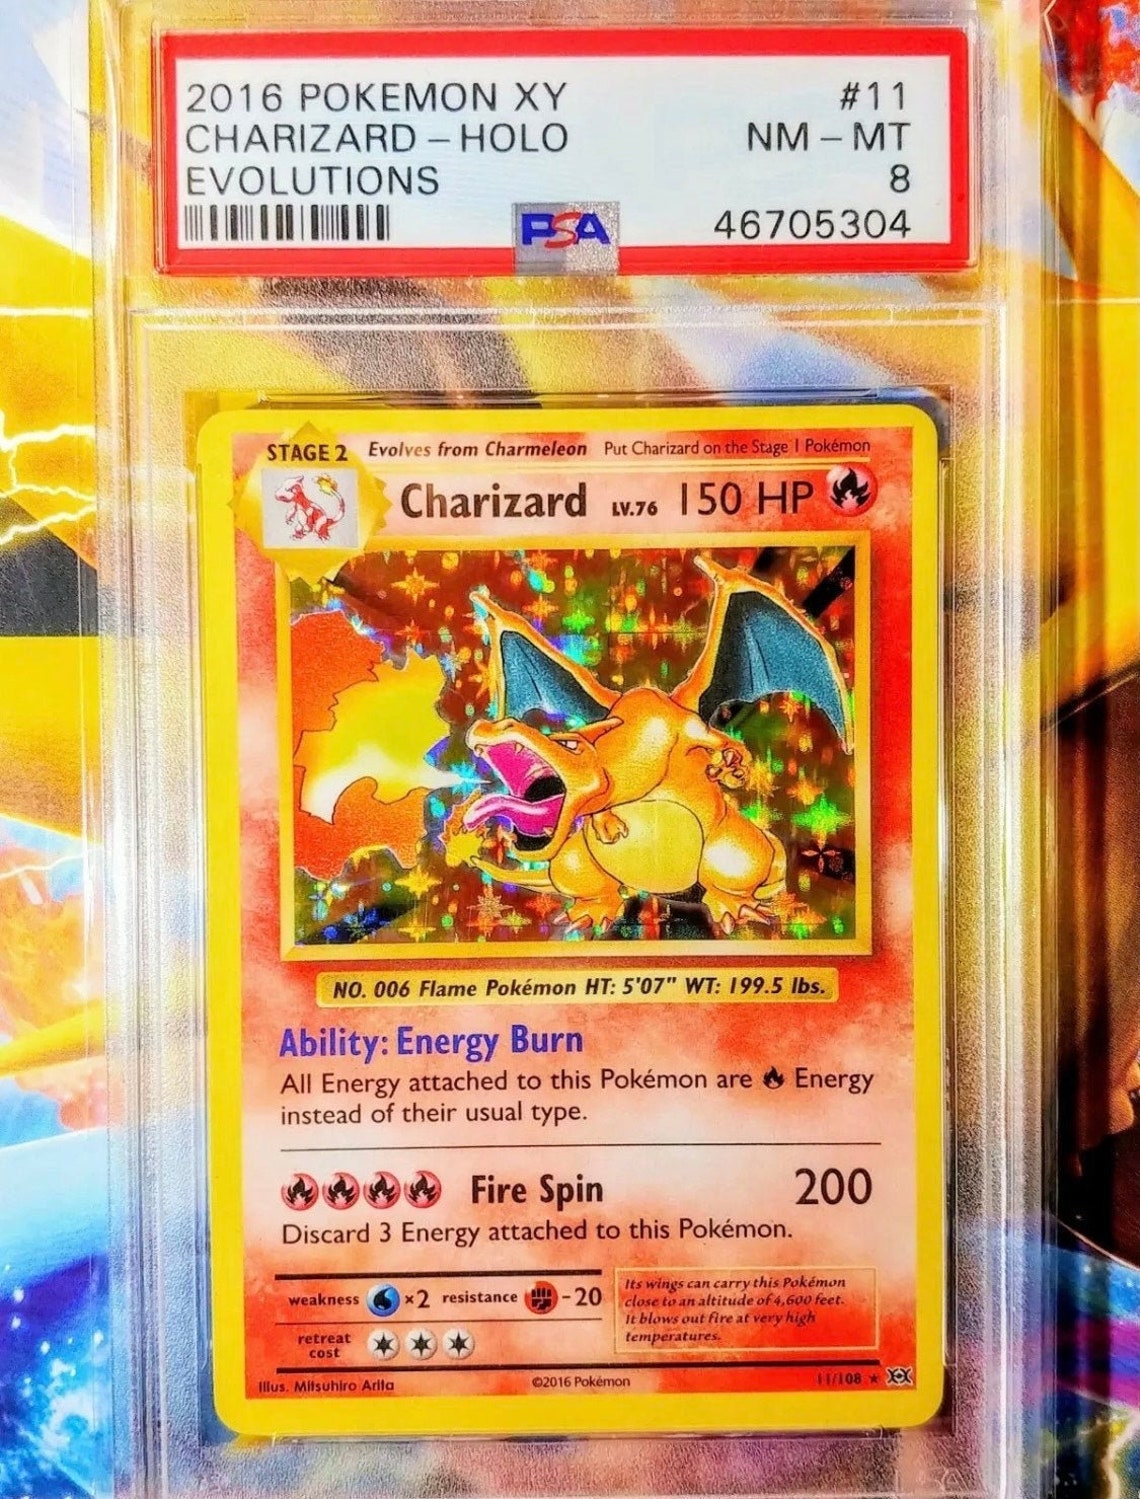 2016 POKEMON XY #11
CHARIZARD – HOLO NM – MT
EVOLUTIONS 8
PSA 46705304
STAGE 2 Evolves from Charmeleon Put Charizard on the Stage 1 Pokémon
Charizard LV.76 150 HP
NO. 006 Flame Pokémon HT: 5'07" WT: 199.5 lbs.
Ability: Energy Burn
All Energy attached to this Pokémon are Energy
instead of their usual type.
Fire Spin 200
Discard 3 Energy attached to this Pokémon.
weakness ×2 resistance -20
retreat
cost
Its wings can carry this Pokémon
close to an altitude of 4,600 feet.
It blows out fire at very high
temperatures.
Illus. Mitsuhiro Arita ©2016 Pokémon 11/108 ★ XY